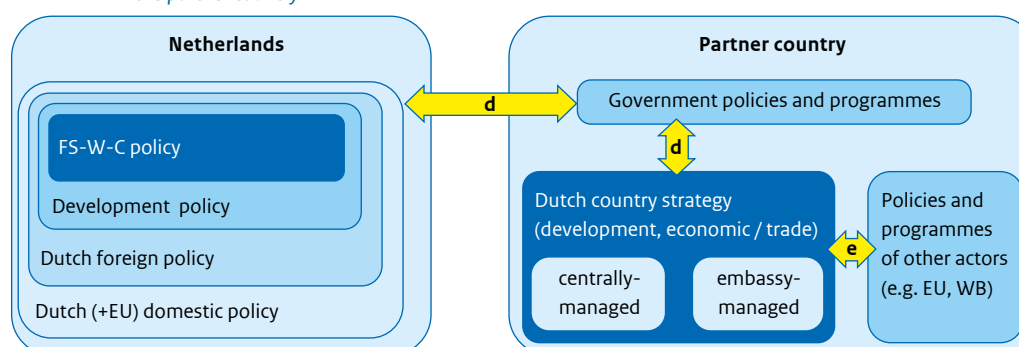 Netherlands
FS-W-C policy
Development policy
Dutch foreign policy
Dutch (+EU) domestic policy
d
Partner country
Government policies and programmes
d
Dutch country strategy
(development, economic / trade)
centrally-
managed
embassy-
managed
e
Policies and
programmes
of other actors
(e.g. EU, WB)